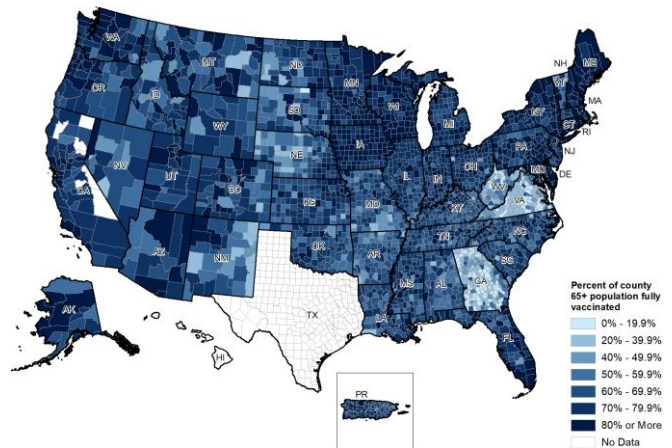 WA
MT
ND
MN
ME
NH
VT
OR
ID
SD
WI
MI
NY
MA
WY
CT
RI
NV
NE
IA
PA
NJ
UT
CO
IL
IN
OH
MD
DE
CA
KS
MO
WV
VA
KY
AZ
NM
OK
AR
TN
NC
SC
MS
AL
GA
TX
LA
FL
AK
HI
PR
Percent of county
65+ population fully
vaccinated
0% - 19.9%
20% - 39.9%
40% - 49.9%
50% - 59.9%
60% - 69.9%
70% - 79.9%
80% or More
No Data